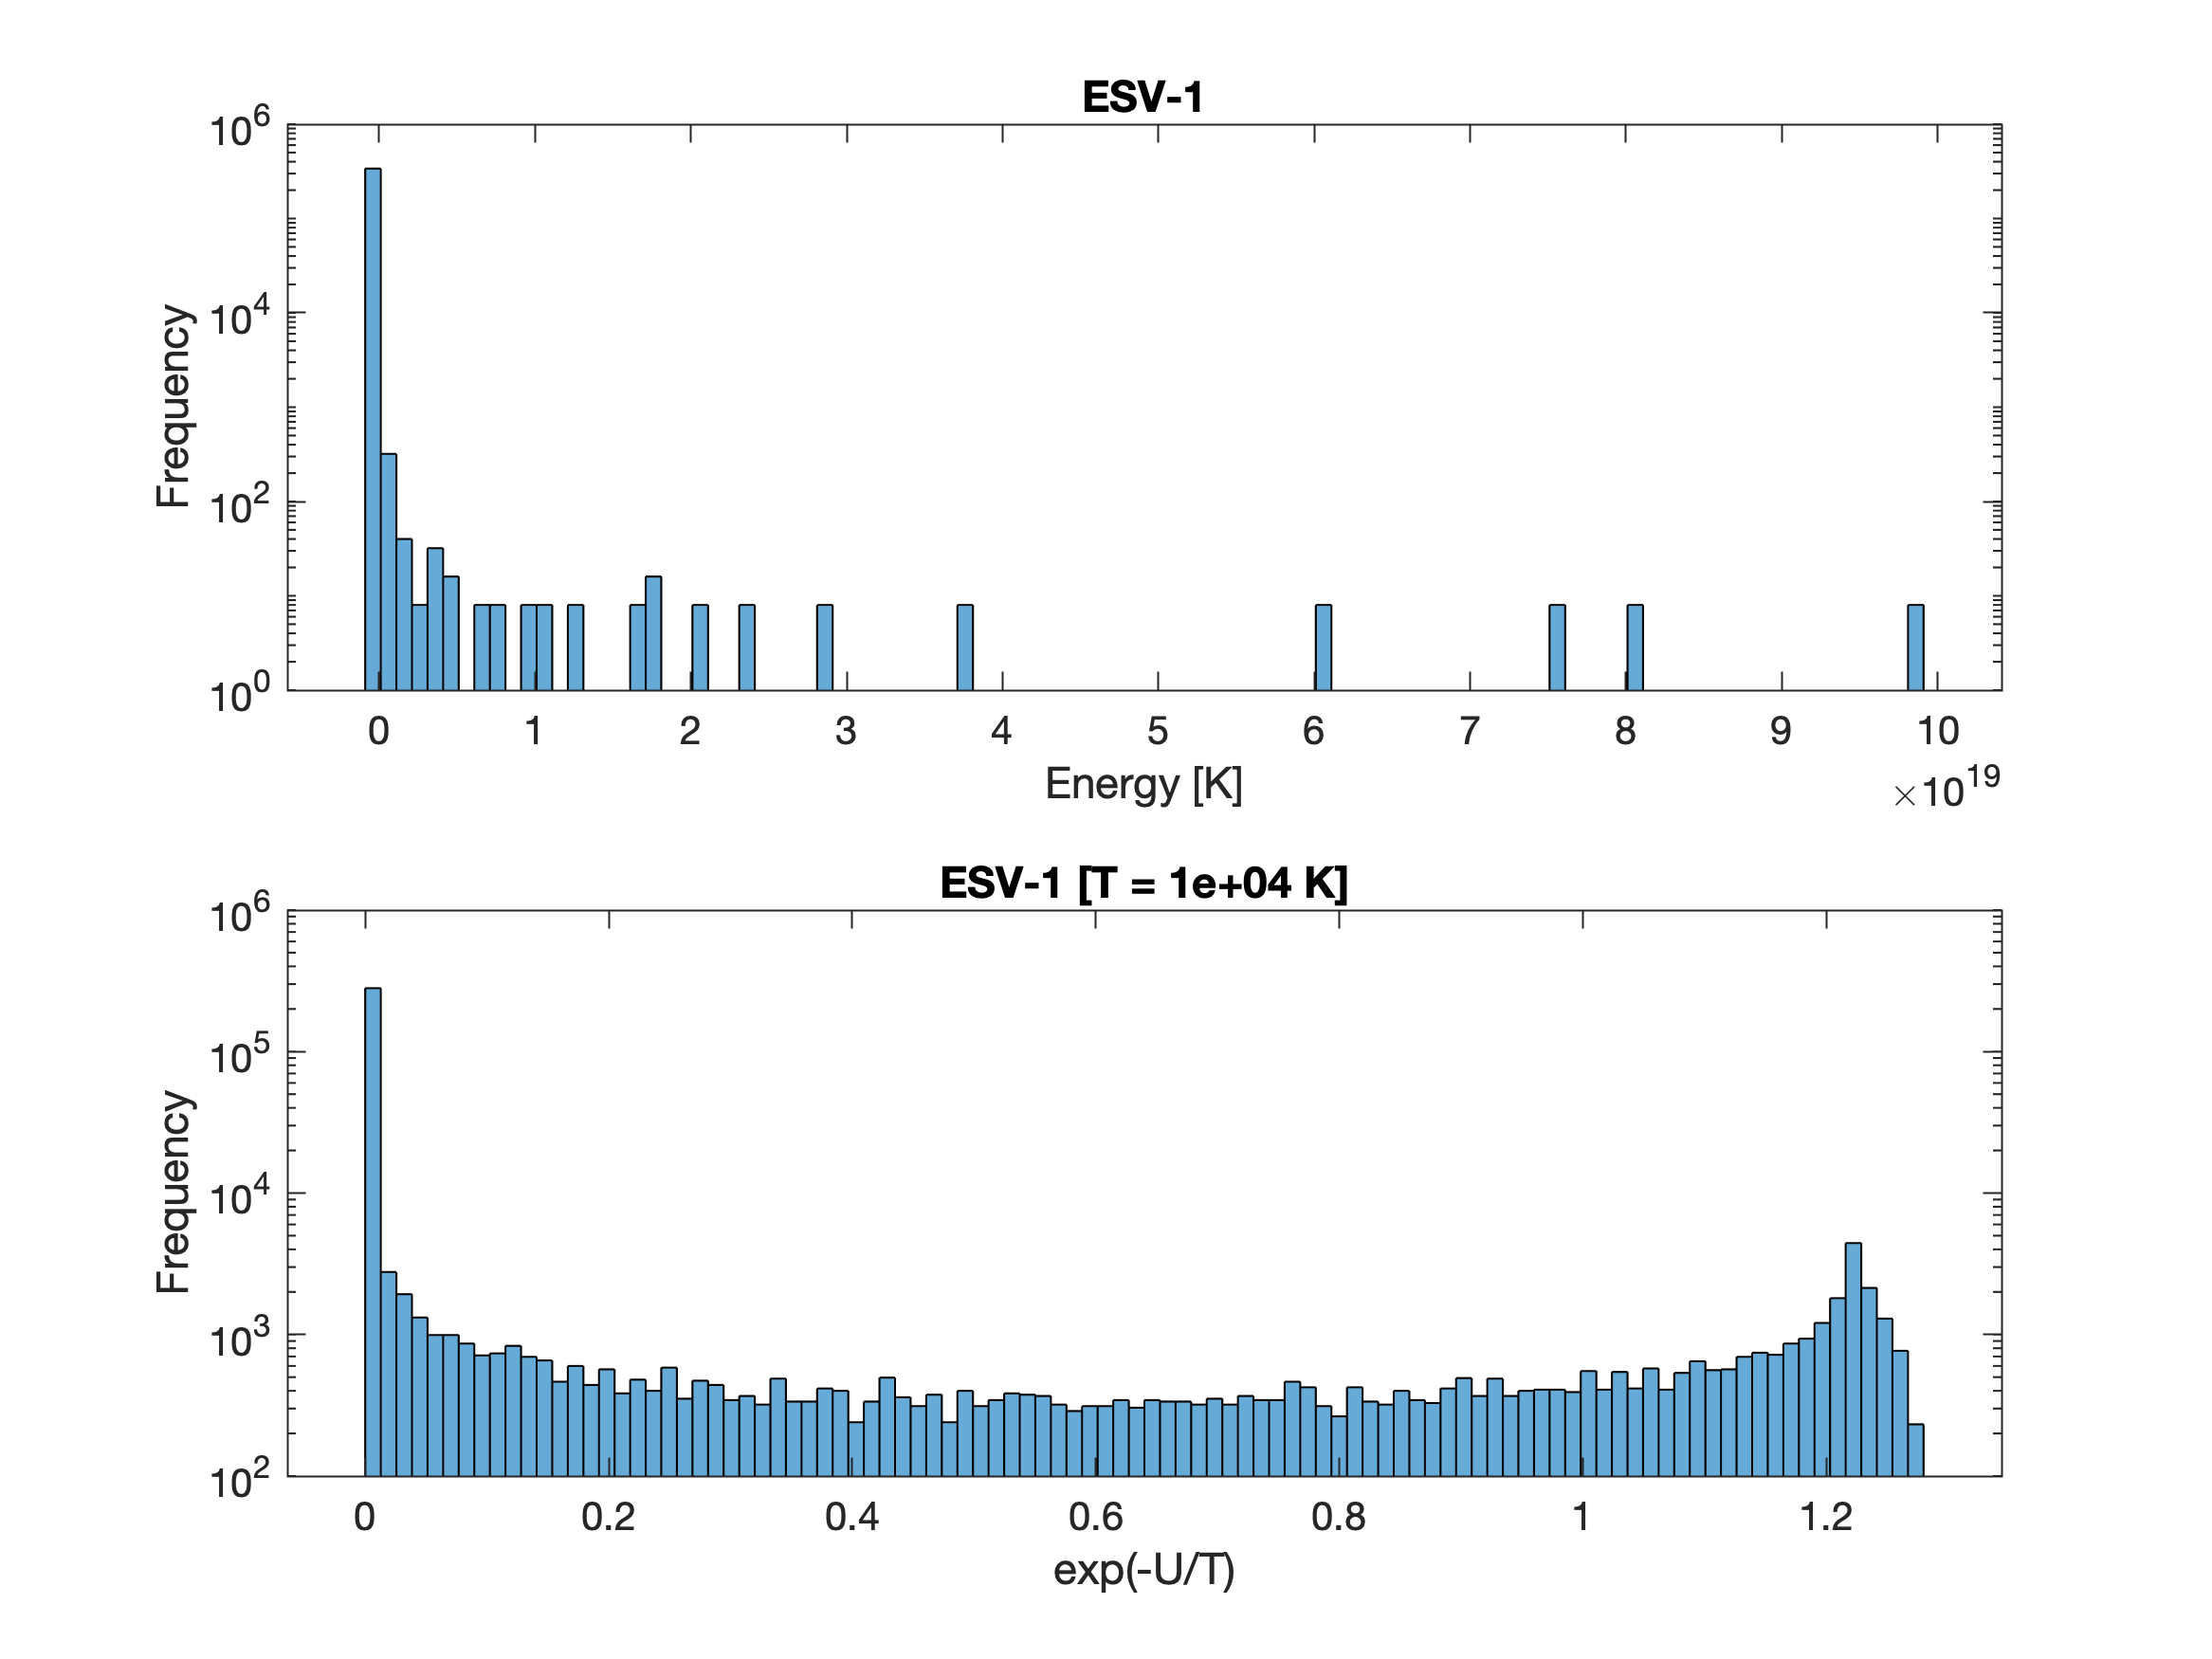 ESV-1
Frequency
10^6
10^4
10^2
10^0
0 1 2 3 4 5 6 7 8 9 10
Energy [K]
×10^19
ESV-1 [T = 1e+04 K]
Frequency
10^6
10^5
10^4
10^3
10^2
0 0.2 0.4 0.6 0.8 1 1.2
exp(-U/T)